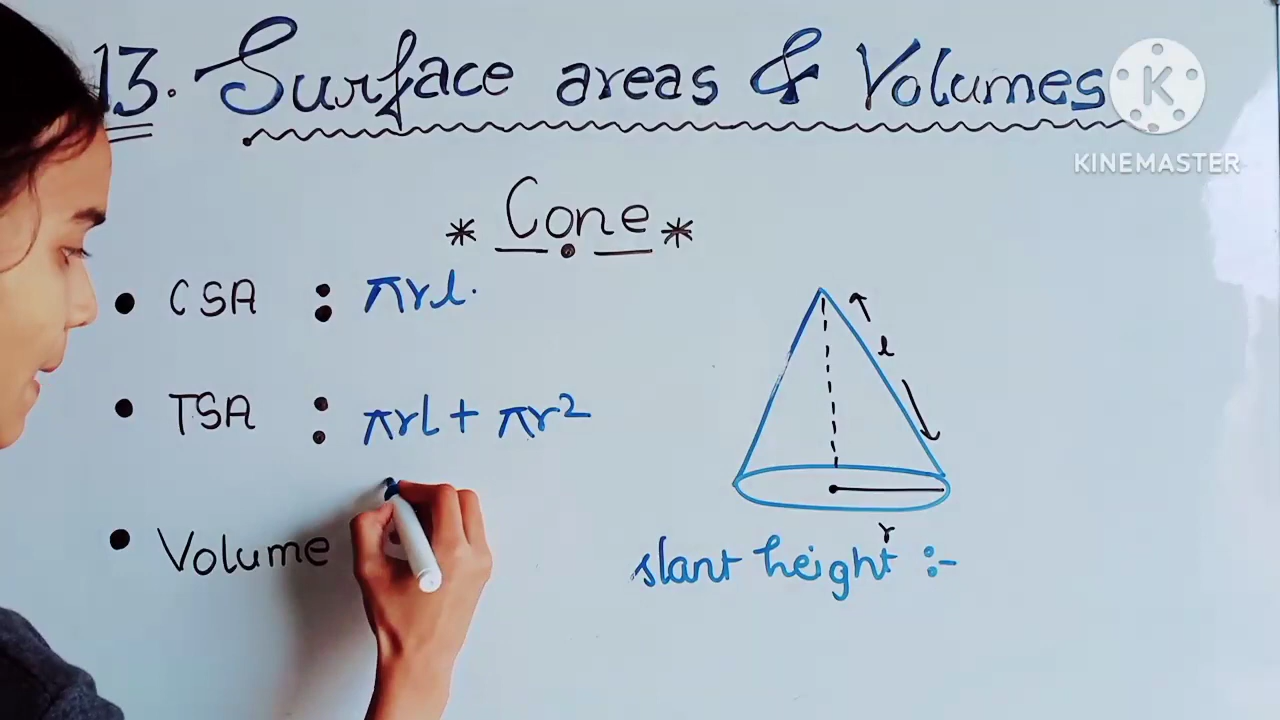 13. Surface areas & Volumes
K
KINEMASTER
* Cone *
• CSA : πrl.
• TSA : πrl + πr²
• Volume
l
r
slant height :-